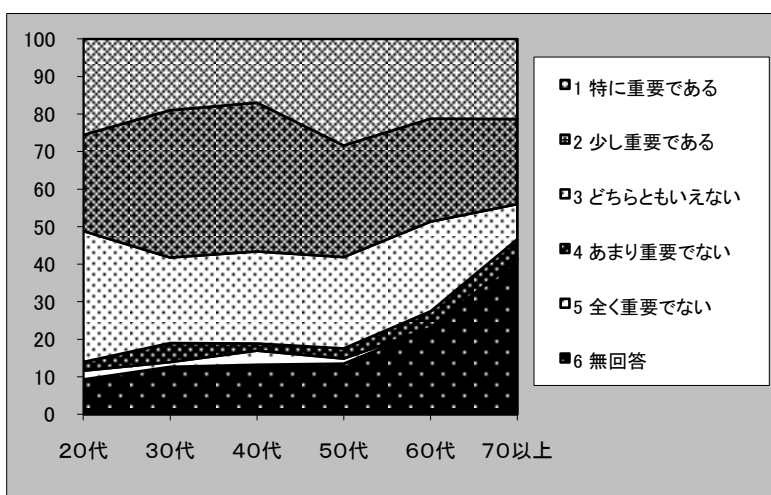 100
90
80
70
60
50
40
30
20
10
0
20代 30代 40代 50代 60代 70以上
1 特に重要である
2 少し重要である
3 どちらともいえない
4 あまり重要でない
5 全く重要でない
6 無回答